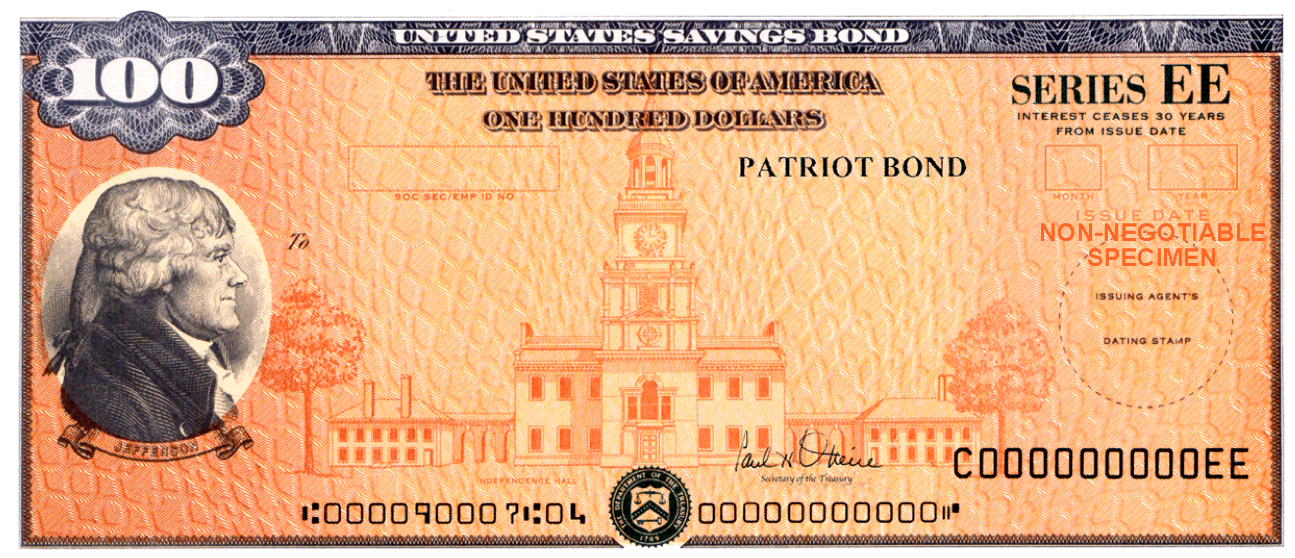 UNITED STATES SAVINGS BOND
100
THE UNITED STATES OF AMERICA
ONE HUNDRED DOLLARS
SERIES EE
INTEREST CEASES 30 YEARS
FROM ISSUE DATE
PATRIOT BOND
SOC SEC/EMP ID NO
MONTH YEAR
ISSUE DATE
NON-NEGOTIABLE
SPECIMEN
To
ISSUING AGENT'S
DATING STAMP
JEFFERSON
INDEPENDENCE HALL
Paul H O'Neill
Secretary of the Treasury
C000000000EE
⑆000090007⑆04 00000000000⑈
THE DEPARTMENT OF THE TREASURY
1789